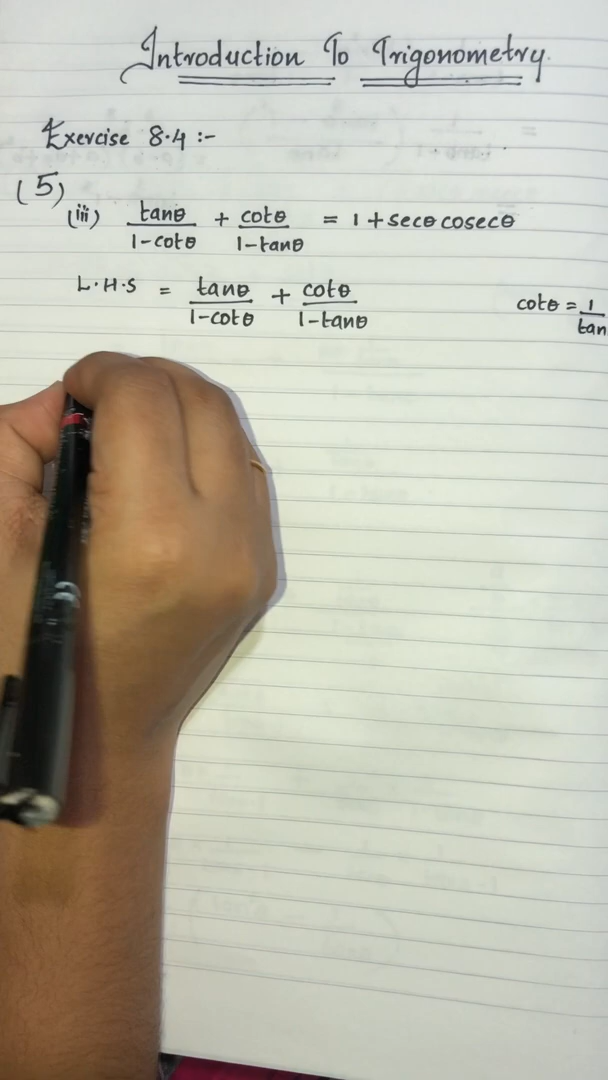 Introduction To Trigonometry.
Exercise 8.4 :-
(5)
(iii) tanθ/1-cotθ + cotθ/1-tanθ = 1 + secθ cosecθ
L.H.S = tanθ/1-cotθ + cotθ/1-tanθ
cotθ = 1/tan